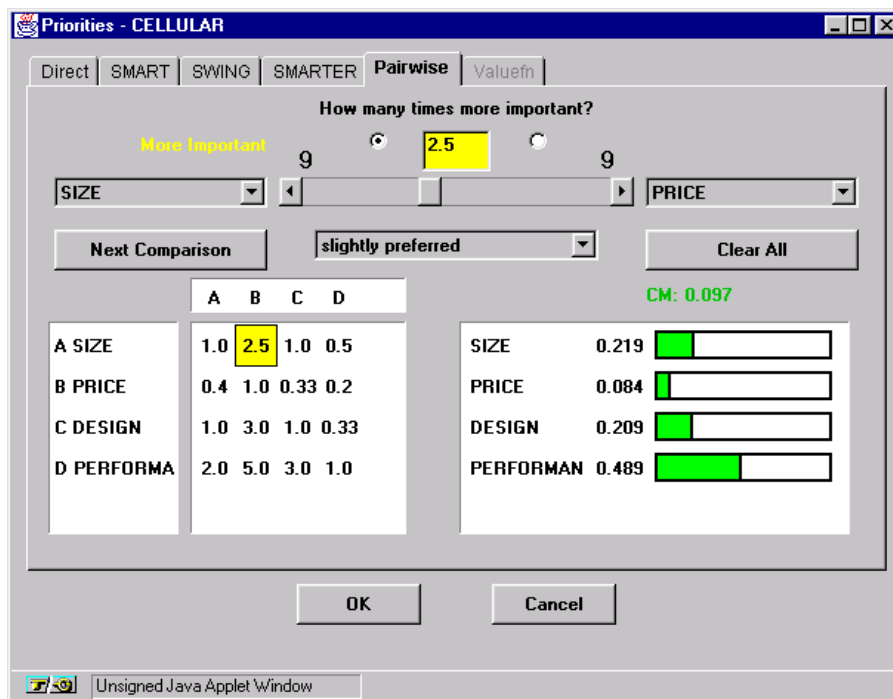 Priorities - CELLULAR
Direct SMART SWING SMARTER Pairwise Valuefn
How many times more important?
More Important 9 2.5 9
SIZE PRICE
Next Comparison slightly preferred Clear All
A B C D CM: 0.097
A SIZE 1.0 2.5 1.0 0.5 SIZE 0.219
B PRICE 0.4 1.0 0.33 0.2 PRICE 0.084
C DESIGN 1.0 3.0 1.0 0.33 DESIGN 0.209
D PERFORMA 2.0 5.0 3.0 1.0 PERFORMAN 0.489
OK Cancel
Unsigned Java Applet Window